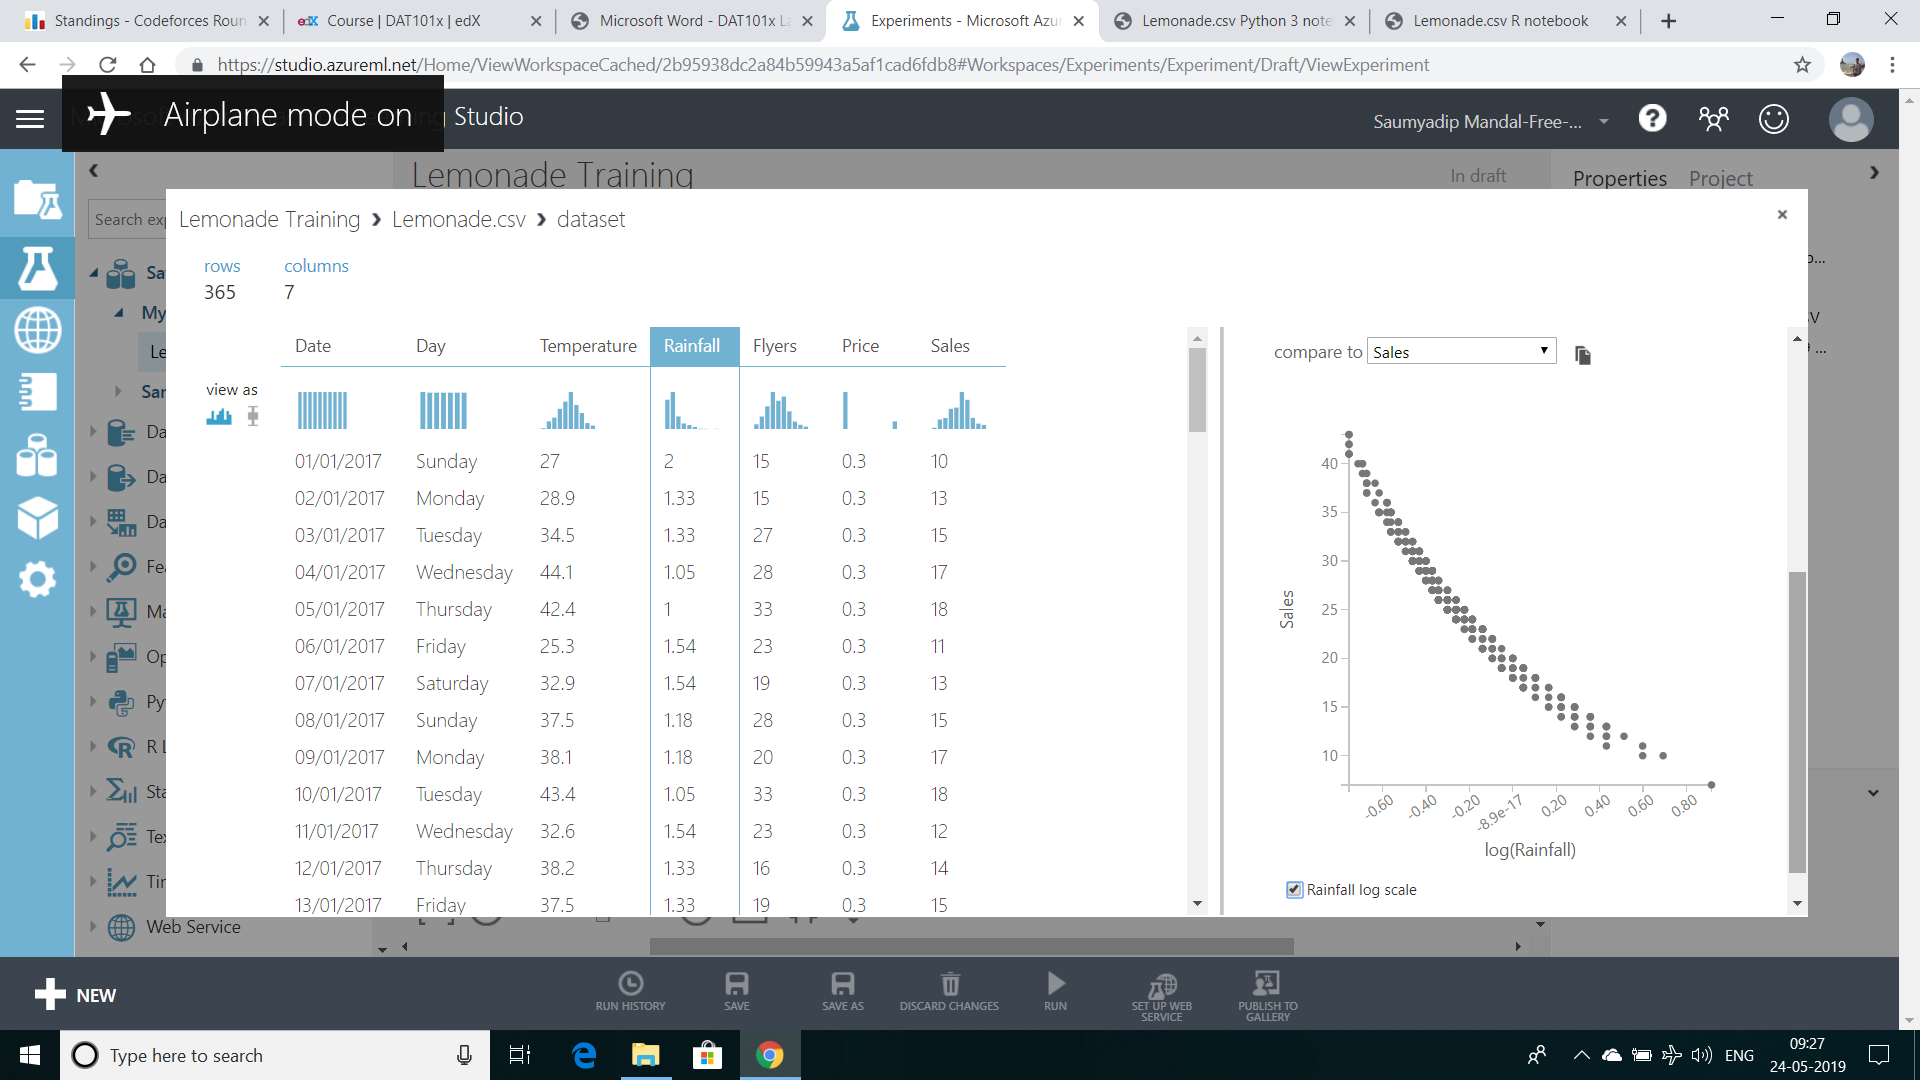 Standings - Codeforces Roun
edX Course | DAT101x | edX
Microsoft Word - DAT101x La
Experiments - Microsoft Azur
Lemonade.csv Python 3 note
Lemonade.csv R notebook
https://studio.azureml.net/Home/ViewWorkspaceCached/2b95938dc2a84b59943a5af1cad6fdb8#Workspaces/Experiments/Experiment/Draft/ViewExperiment
Airplane mode on
Studio
Saumyadip Mandal-Free-...
Lemonade Training
In draft
Properties Project
Search exp
Lemonade Training > Lemonade.csv > dataset
rows columns
365 7
Sa
My
Le
Sar
Da
Da
Da
Fea
Ma
Op
Pyt
R L
Sta
Tex
Tir
Web Service
view as
Date Day Temperature Rainfall Flyers Price Sales
01/01/2017 Sunday 27 2 15 0.3 10
02/01/2017 Monday 28.9 1.33 15 0.3 13
03/01/2017 Tuesday 34.5 1.33 27 0.3 15
04/01/2017 Wednesday 44.1 1.05 28 0.3 17
05/01/2017 Thursday 42.4 1 33 0.3 18
06/01/2017 Friday 25.3 1.54 23 0.3 11
07/01/2017 Saturday 32.9 1.54 19 0.3 13
08/01/2017 Sunday 37.5 1.18 28 0.3 15
09/01/2017 Monday 38.1 1.18 20 0.3 17
10/01/2017 Tuesday 43.4 1.05 33 0.3 18
11/01/2017 Wednesday 32.6 1.54 23 0.3 12
12/01/2017 Thursday 38.2 1.33 16 0.3 14
13/01/2017 Friday 37.5 1.33 19 0.3 15
compare to Sales
40
35
30
25
20
15
10
Sales
-0.60 -0.40 -0.20 -8.9e-17 0.20 0.40 0.60 0.80
log(Rainfall)
Rainfall log scale
NEW
RUN HISTORY
SAVE
SAVE AS
DISCARD CHANGES
RUN
SET UP WEB
SERVICE
PUBLISH TO
GALLERY
Type here to search
ENG
09:27
24-05-2019